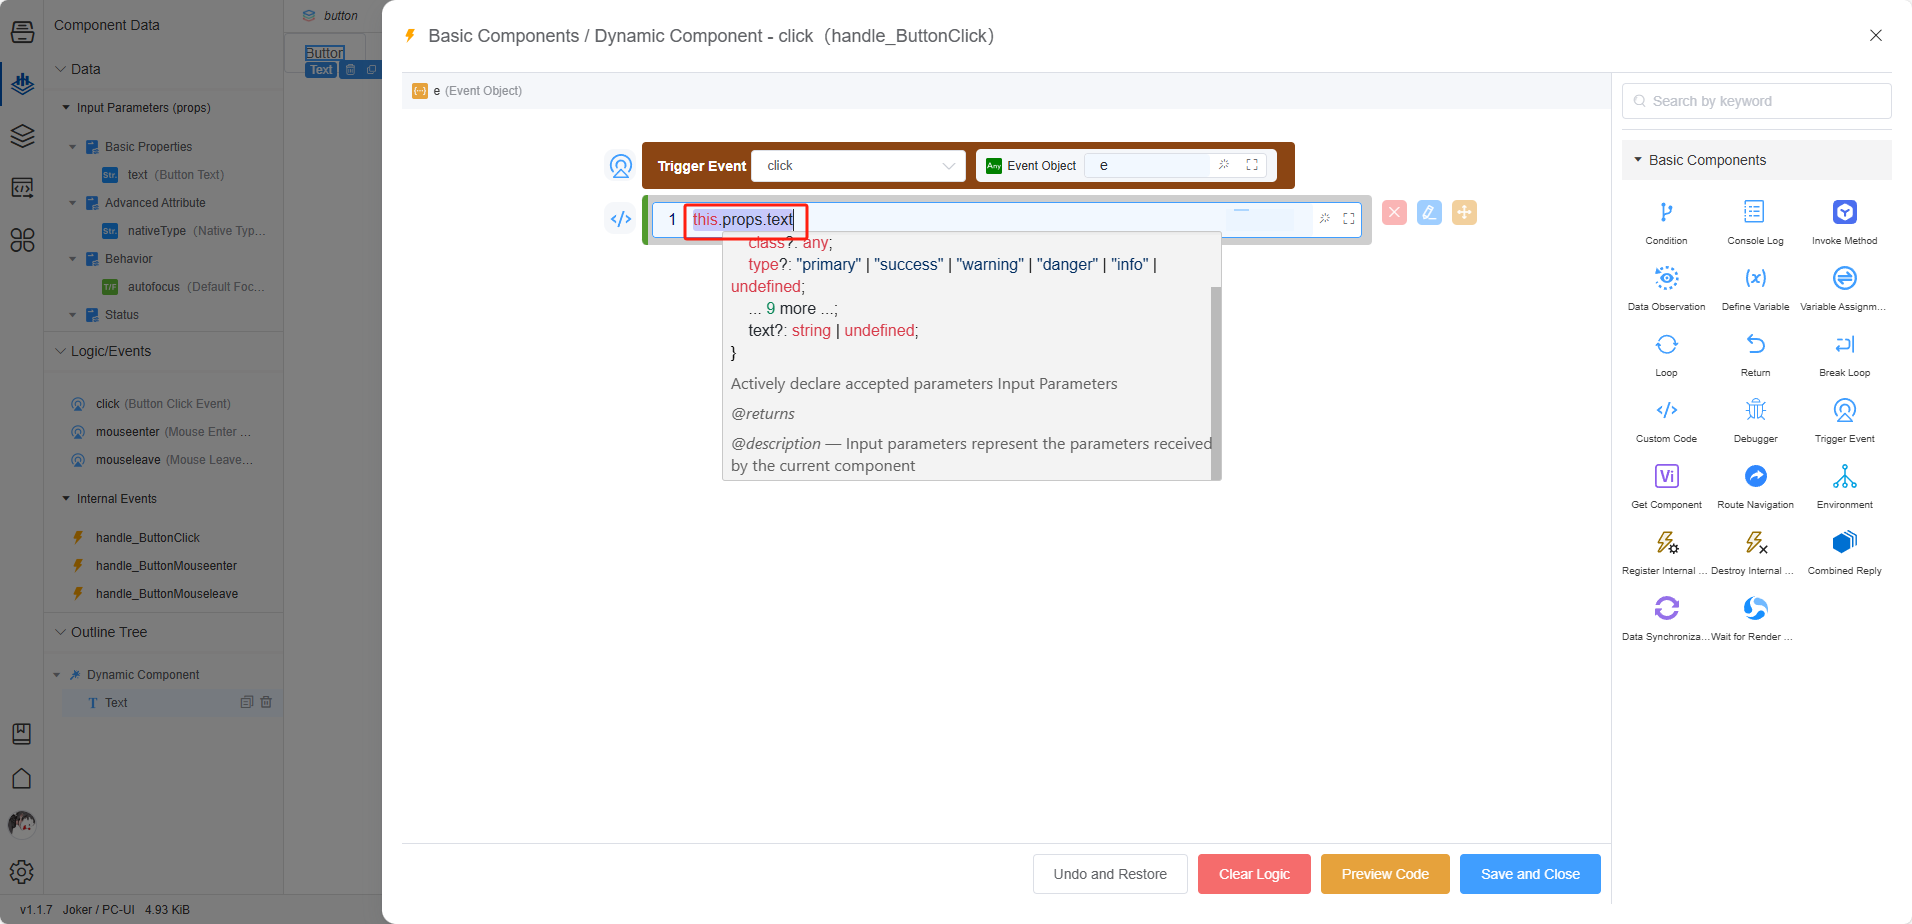 Component Data
Data
Input Parameters (props)
Basic Properties
Str. text (Button Text)
Advanced Attribute
Str. nativeType (Native Typ...
Behavior
T/F autofocus (Default Foc...
Status
Logic/Events
click (Button Click Event)
mouseenter (Mouse Enter ...
mouseleave (Mouse Leave...
Internal Events
handle_ButtonClick
handle_ButtonMouseenter
handle_ButtonMouseleave
Outline Tree
Dynamic Component
T Text
v1.1.7 Joker / PC-UI 4.93 KiB
button
Button
Text
Basic Components / Dynamic Component - click（handle_ButtonClick）
e (Event Object)
Trigger Event click Any Event Object e
1 this.props.text
class?: any;
type?: "primary" | "success" | "warning" | "danger" | "info" |
undefined;
... 9 more ...;
text?: string | undefined;
}
Actively declare accepted parameters Input Parameters
@returns
@description — Input parameters represent the parameters received
by the current component
Undo and Restore
Clear Logic
Preview Code
Save and Close
Search by keyword
Basic Components
Condition
Console Log
Invoke Method
Data Observation
(x)
Define Variable
Variable Assignm...
Loop
Return
Break Loop
Custom Code
Debugger
Trigger Event
Vi
Get Component
Route Navigation
Environment
Register Internal ...
Destroy Internal ...
Combined Reply
Data Synchroniza...
Wait for Render ...